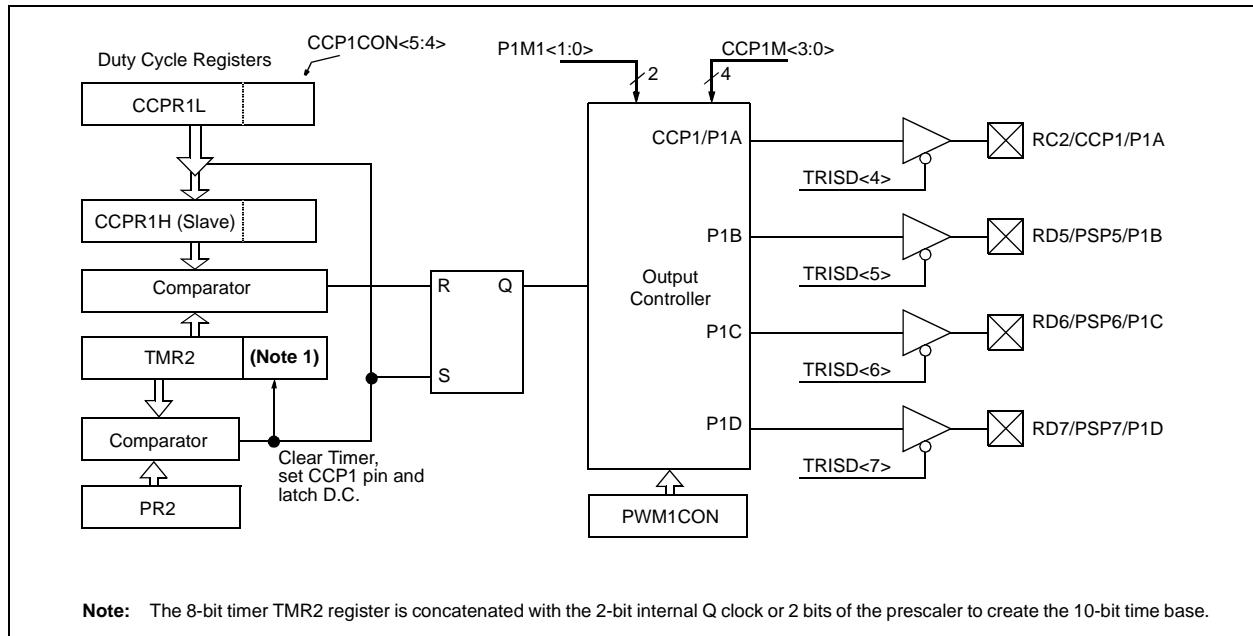 CCP1CON<5:4>
Duty Cycle Registers
CCPR1L
CCPR1H (Slave)
Comparator
TMR2
(Note 1)
Comparator
PR2
Clear Timer,
set CCP1 pin and
latch D.C.
R
Q
S
P1M1<1:0>
2
CCP1M<3:0>
4
CCP1/P1A
P1B
Output
Controller
P1C
P1D
PWM1CON
TRISD<4>
RC2/CCP1/P1A
TRISD<5>
RD5/PSP5/P1B
TRISD<6>
RD6/PSP6/P1C
TRISD<7>
RD7/PSP7/P1D
Note: The 8-bit timer TMR2 register is concatenated with the 2-bit internal Q clock or 2 bits of the prescaler to create the 10-bit time base.